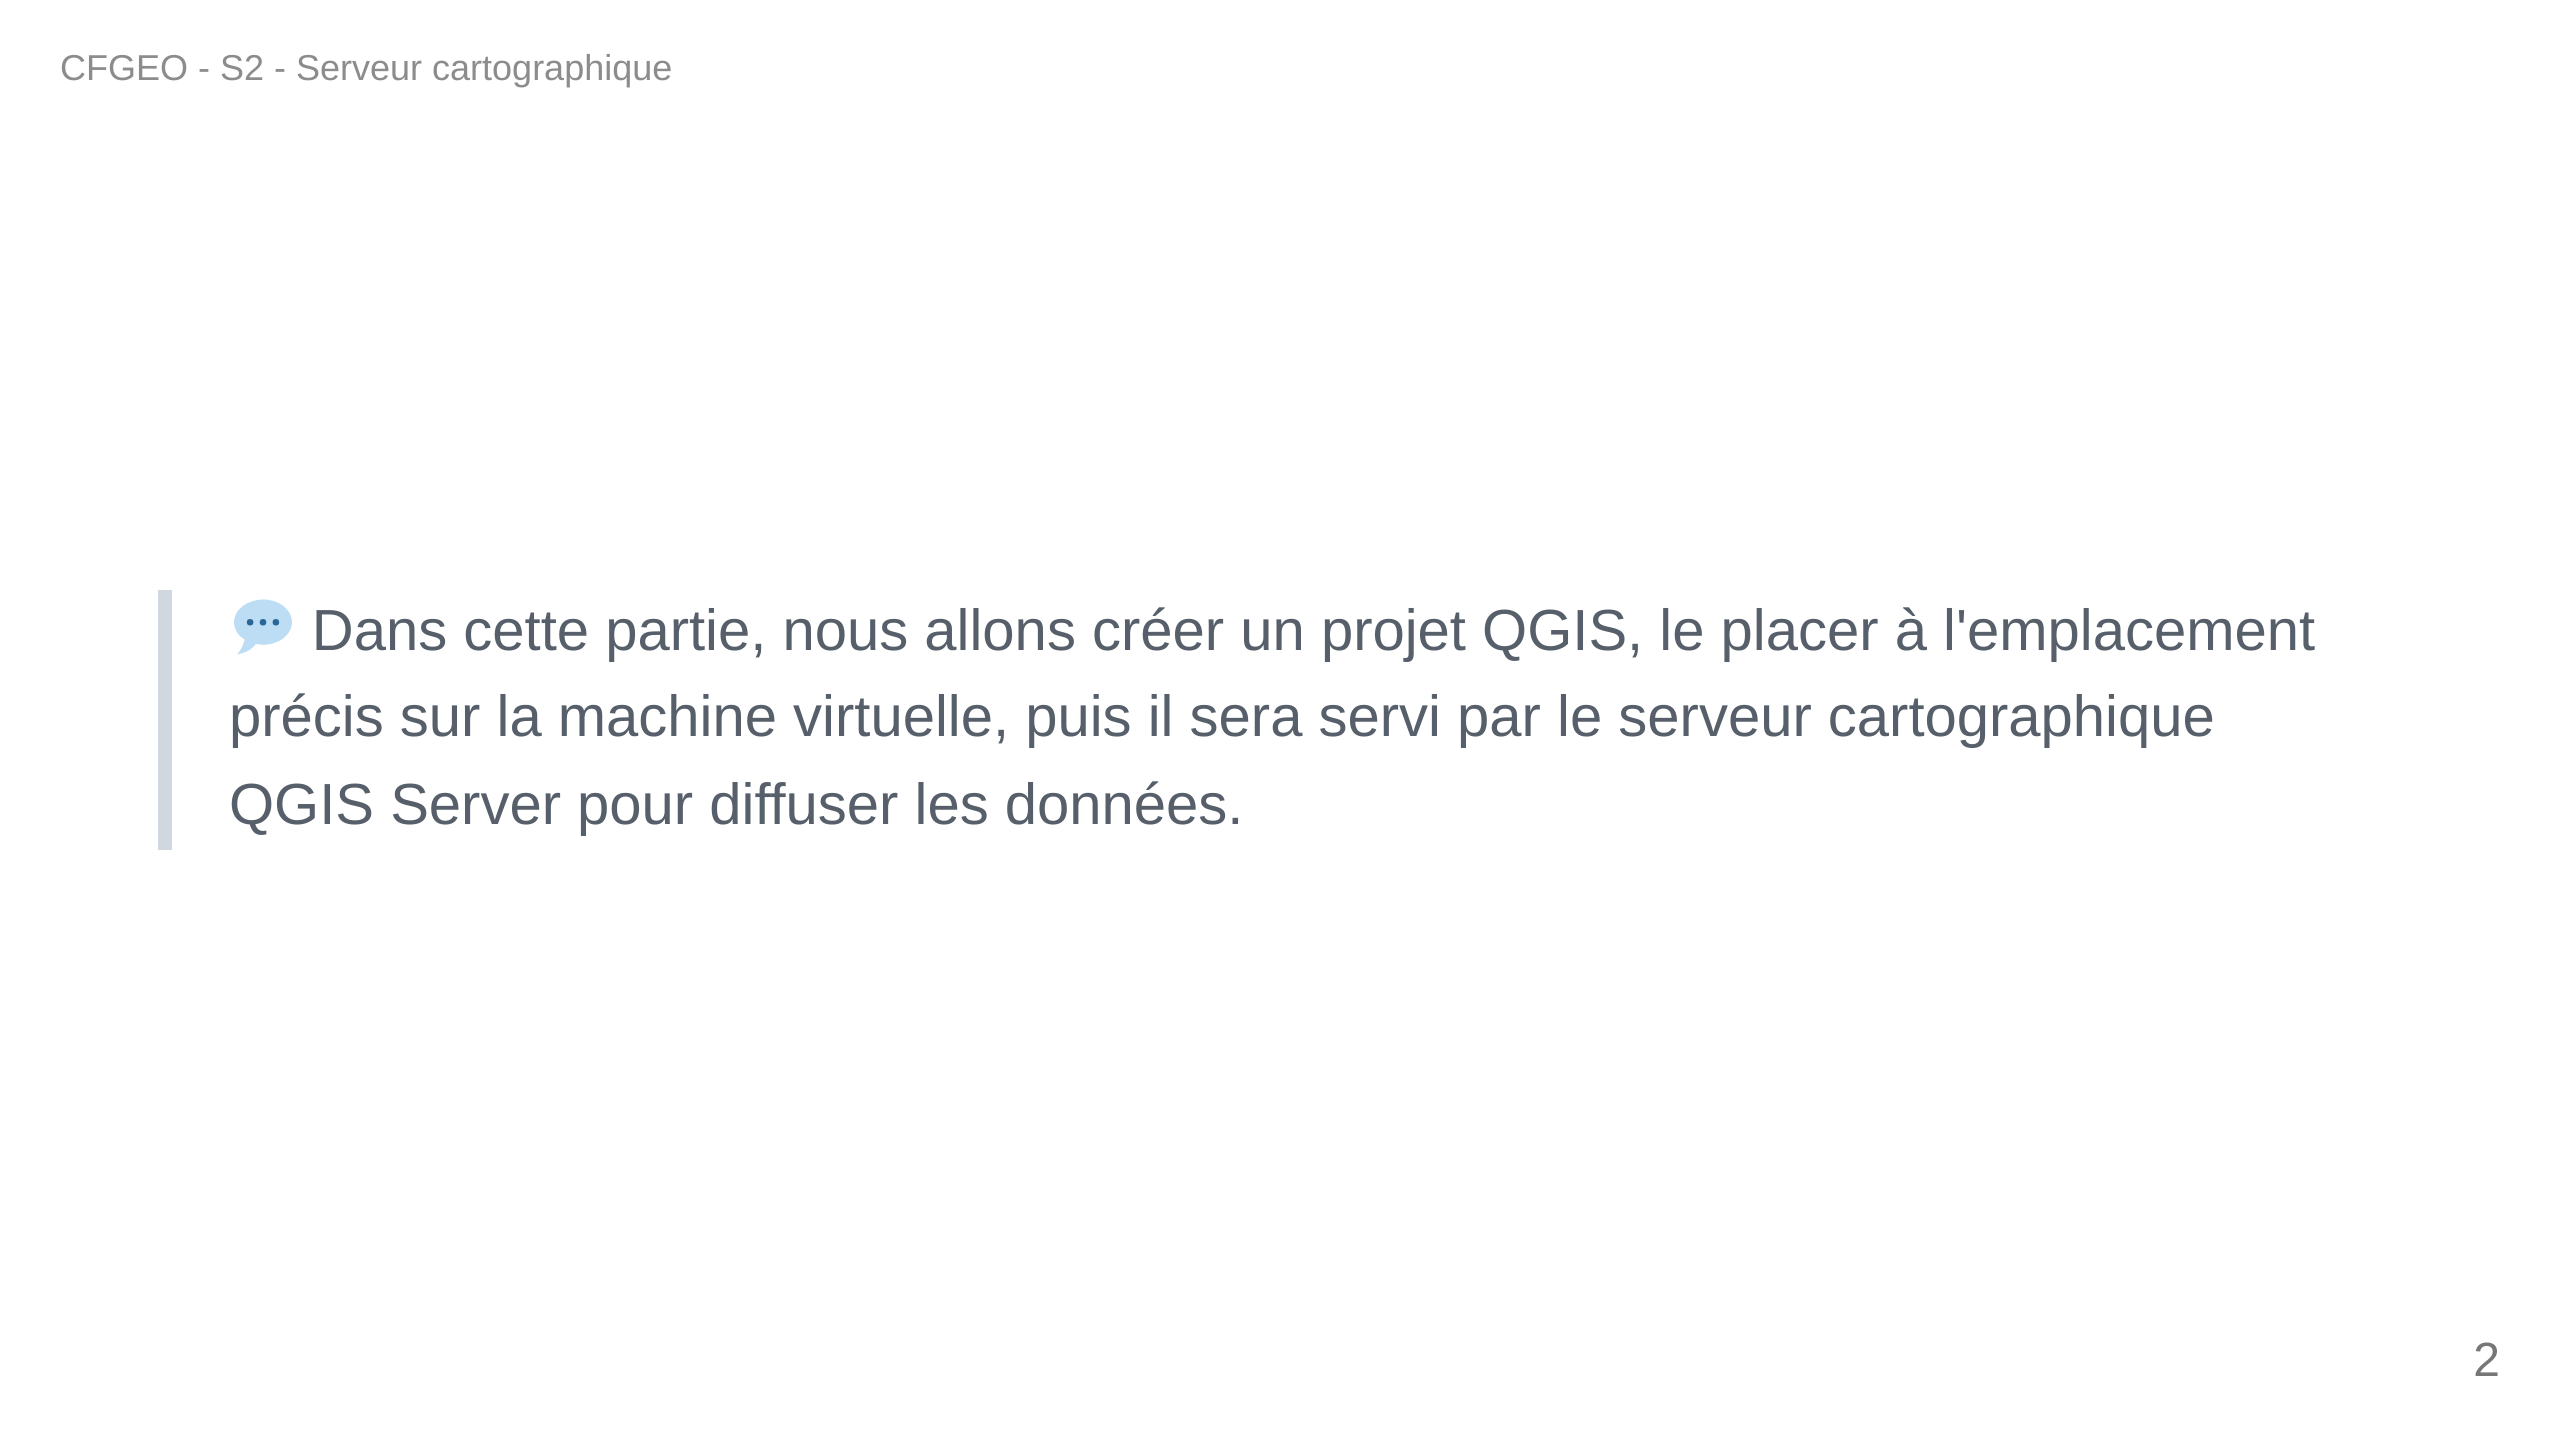 CFGEO - S2 - Serveur cartographique
💬 Dans cette partie, nous allons créer un projet QGIS, le placer à l'emplacement
précis sur la machine virtuelle, puis il sera servi par le serveur cartographique
QGIS Server pour diffuser les données.
2